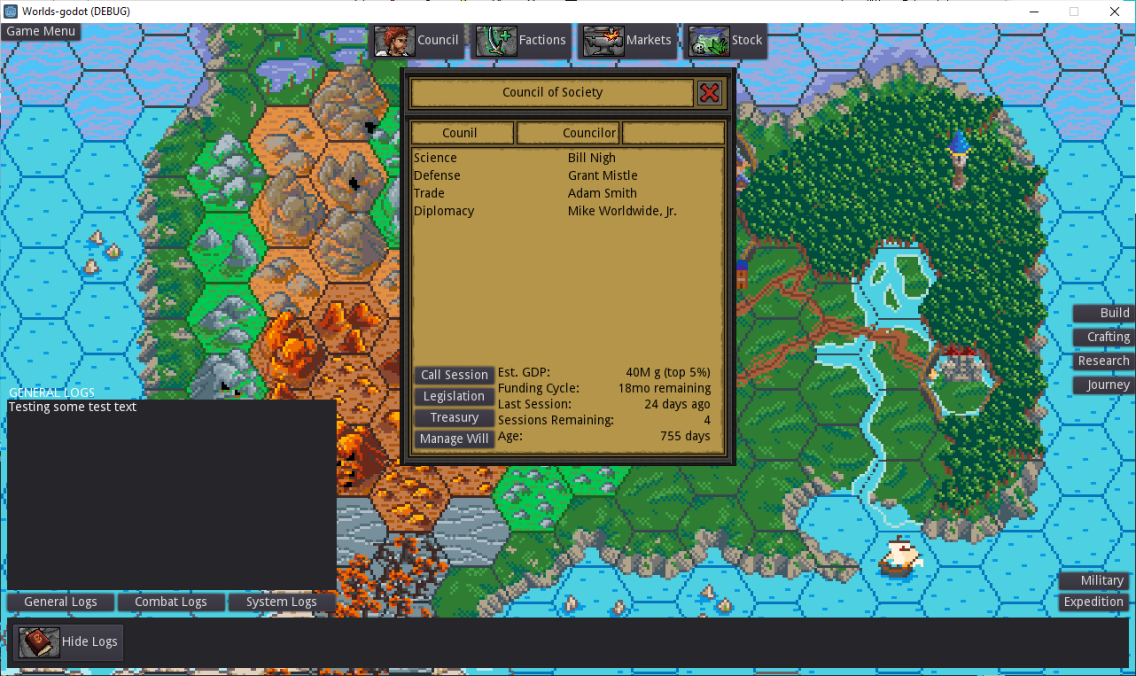 Worlds-godot (DEBUG)
Game Menu
Council Factions Markets Stock
Council of Society
Counil Councilor
Science Bill Nigh
Defense Grant Mistle
Trade Adam Smith
Diplomacy Mike Worldwide, Jr.
Call Session
Legislation
Treasury
Manage Will
Est. GDP: 40M g (top 5%)
Funding Cycle: 18mo remaining
Last Session: 24 days ago
Sessions Remaining: 4
Age: 755 days
Build
Crafting
Research
Journey
GENERAL LOGS
Testing some test text
General Logs Combat Logs System Logs
Military
Expedition
Hide Logs